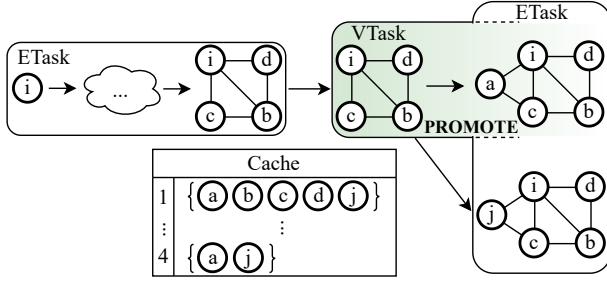 ETask
i
...
i d
c b
VTask
i d
c b
PROMOTE
ETask
i d
a
c b
i d
j
c b
Cache
1 { a b c d j }
⋮ ⋮
4 { a j }